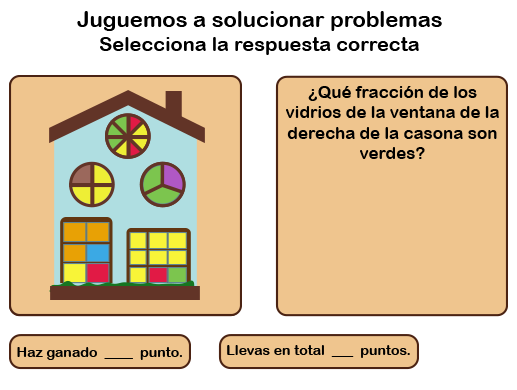 Juguemos a solucionar problemas
Selecciona la respuesta correcta
¿Qué fracción de los
vidrios de la ventana de la
derecha de la casona son
verdes?
Haz ganado ____ punto.
Llevas en total ___ puntos.